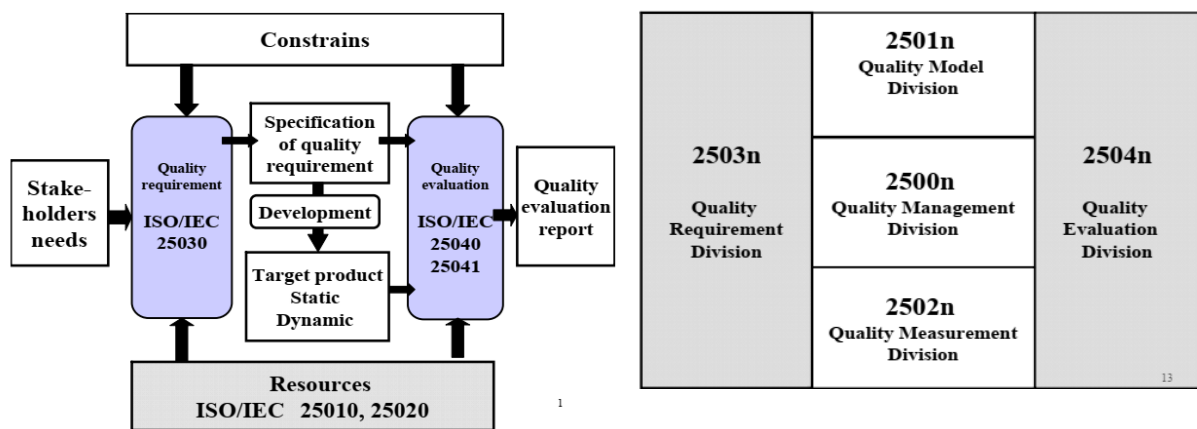 Constrains
Stake-
holders
needs
Quality
requirement
ISO/IEC
25030
Specification
of quality
requirement
Development
Target product
Static
Dynamic
Quality
evaluation
ISO/IEC
25040
25041
Quality
evaluation
report
Resources
ISO/IEC 25010, 25020
1
2503n
Quality
Requirement
Division
2501n
Quality Model
Division
2500n
Quality Management
Division
2502n
Quality Measurement
Division
2504n
Quality
Evaluation
Division
13